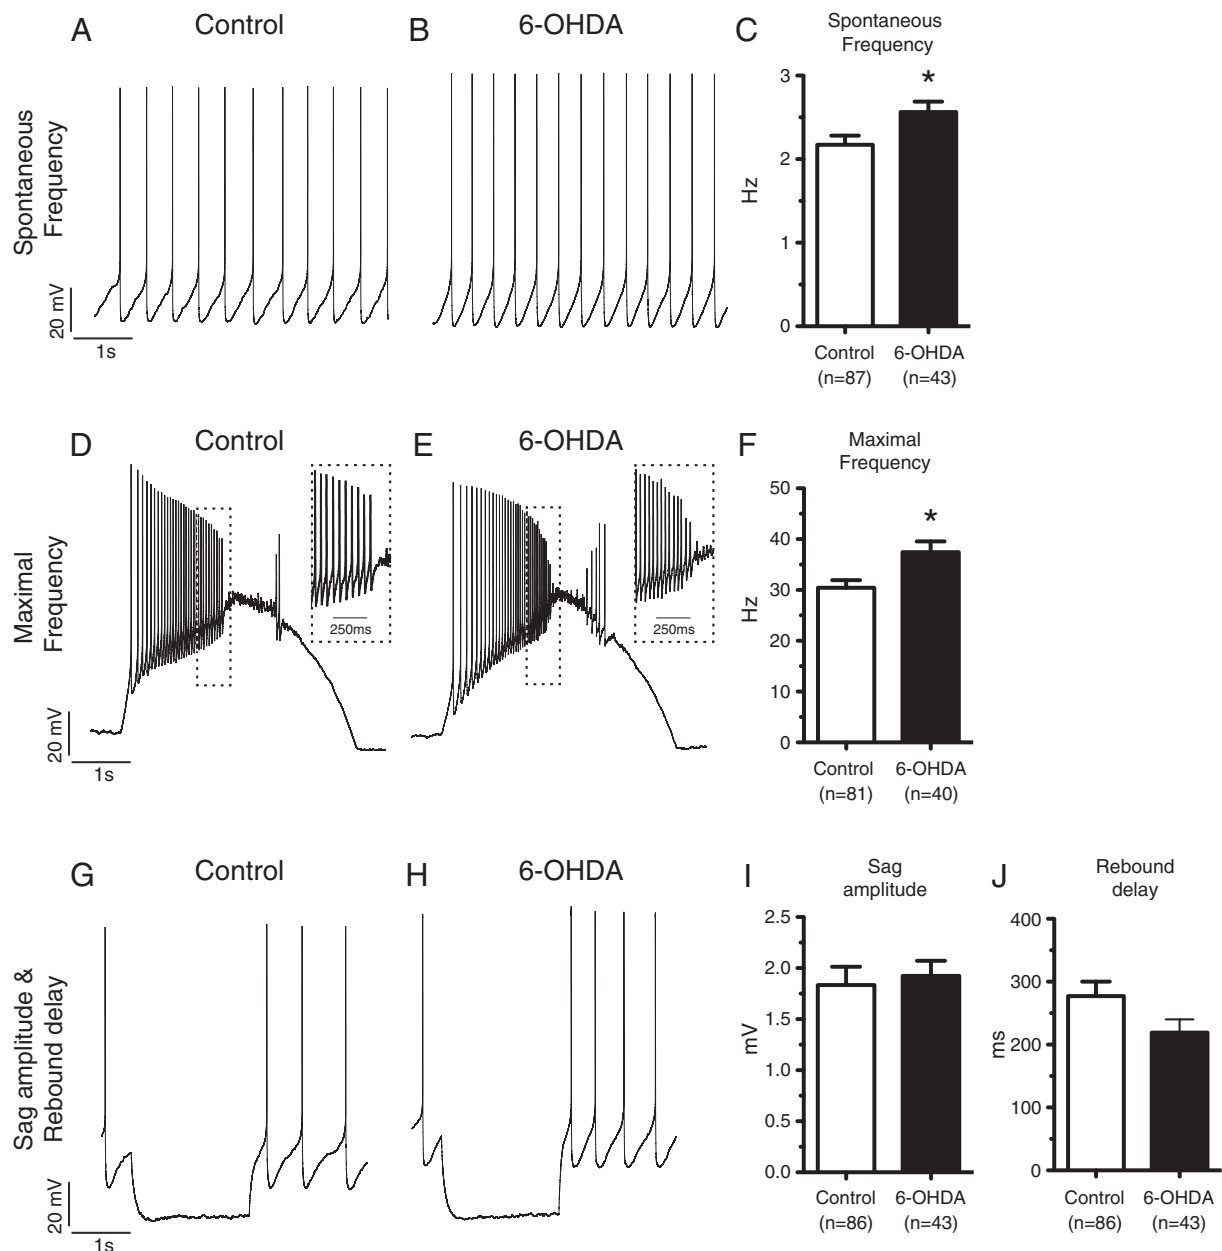 A
Control
B
6-OHDA
C
Spontaneous
Frequency
Spontaneous
Frequency
20 mV
1s
Hz
3
2
1
0
*
Control
(n=87)
6-OHDA
(n=43)
D
Control
E
6-OHDA
F
Maximal
Frequency
Maximal
Frequency
20 mV
1s
250ms
250ms
Hz
50
40
30
20
10
0
*
Control
(n=81)
6-OHDA
(n=40)
G
Control
H
6-OHDA
I
Sag
amplitude
J
Rebound
delay
Sag amplitude &
Rebound delay
20 mV
1s
mV
2.5
2.0
1.5
1.0
0.5
0.0
Control
(n=86)
6-OHDA
(n=43)
ms
400
300
200
100
0
Control
(n=86)
6-OHDA
(n=43)